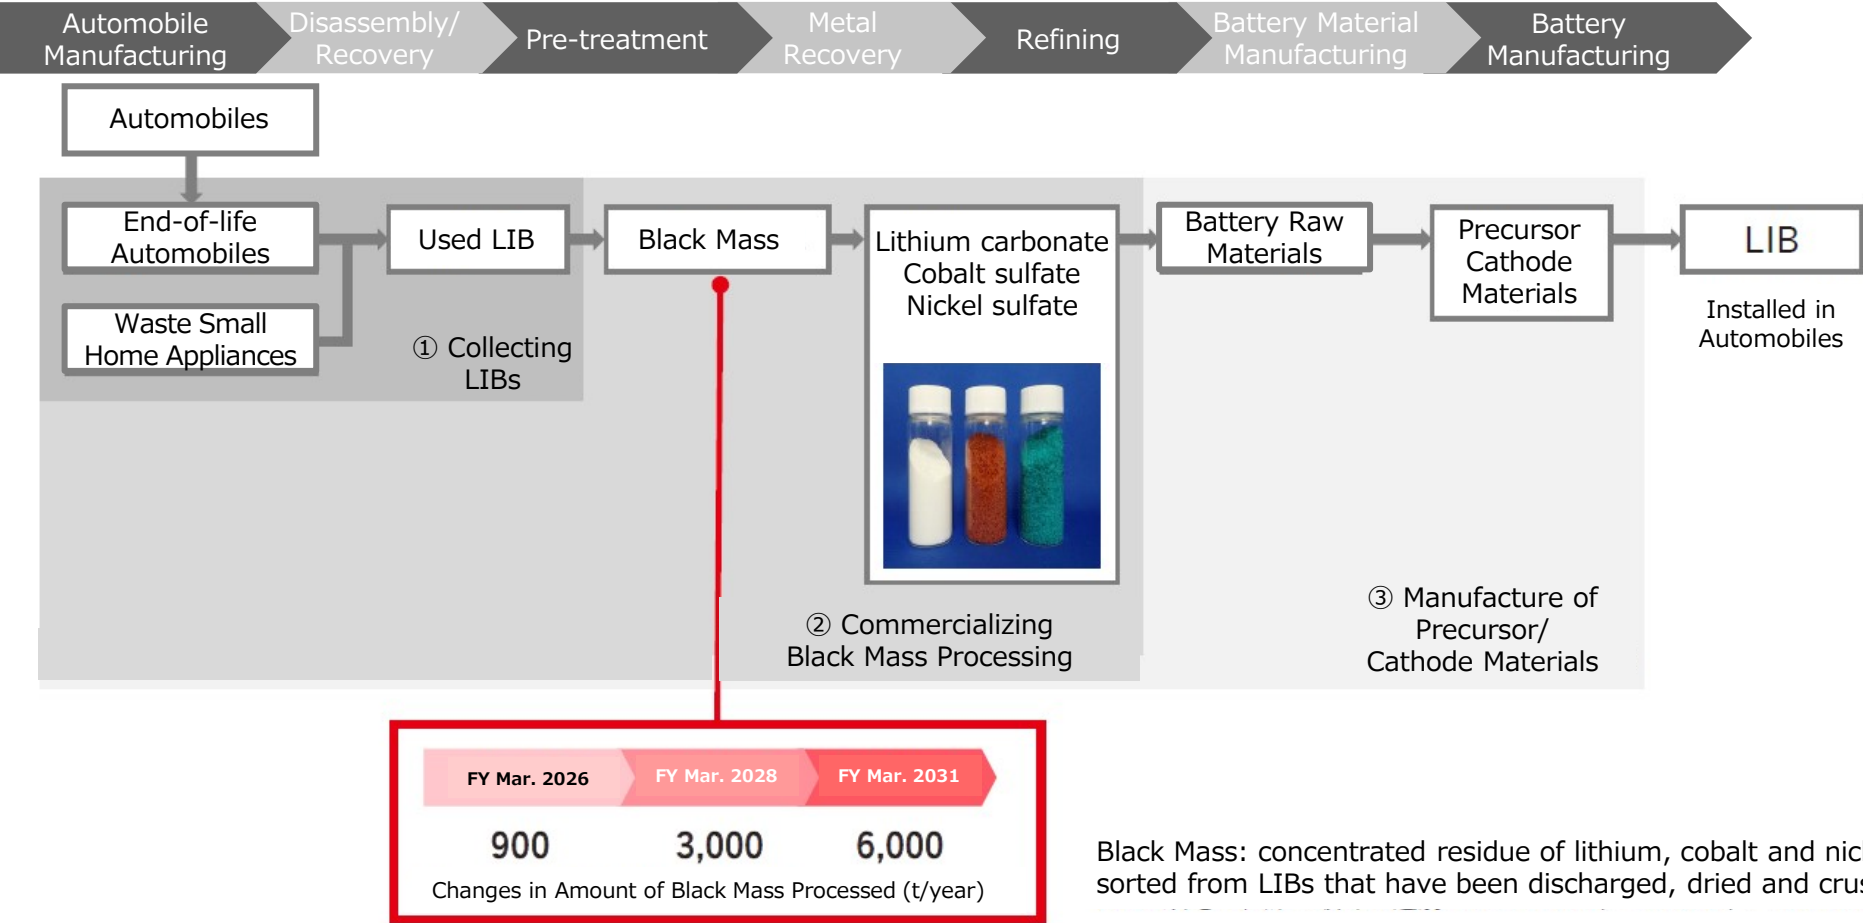 Automobile
Manufacturing
Disassembly/
Recovery
Pre-treatment
Metal
Recovery
Refining
Battery Material
Manufacturing
Battery
Manufacturing
Automobiles
End-of-life
Automobiles
Waste Small
Home Appliances
Used LIB
① Collecting
LIBs
Black Mass
Lithium carbonate
Cobalt sulfate
Nickel sulfate
② Commercializing
Black Mass Processing
Battery Raw
Materials
Precursor
Cathode
Materials
③ Manufacture of
Precursor/
Cathode Materials
LIB
Installed in
Automobiles
FY Mar. 2026
FY Mar. 2028
FY Mar. 2031
900
3,000
6,000
Changes in Amount of Black Mass Processed (t/year)
Black Mass: concentrated residue of lithium, cobalt and
sorted from LIBs that have been discharged, dried and